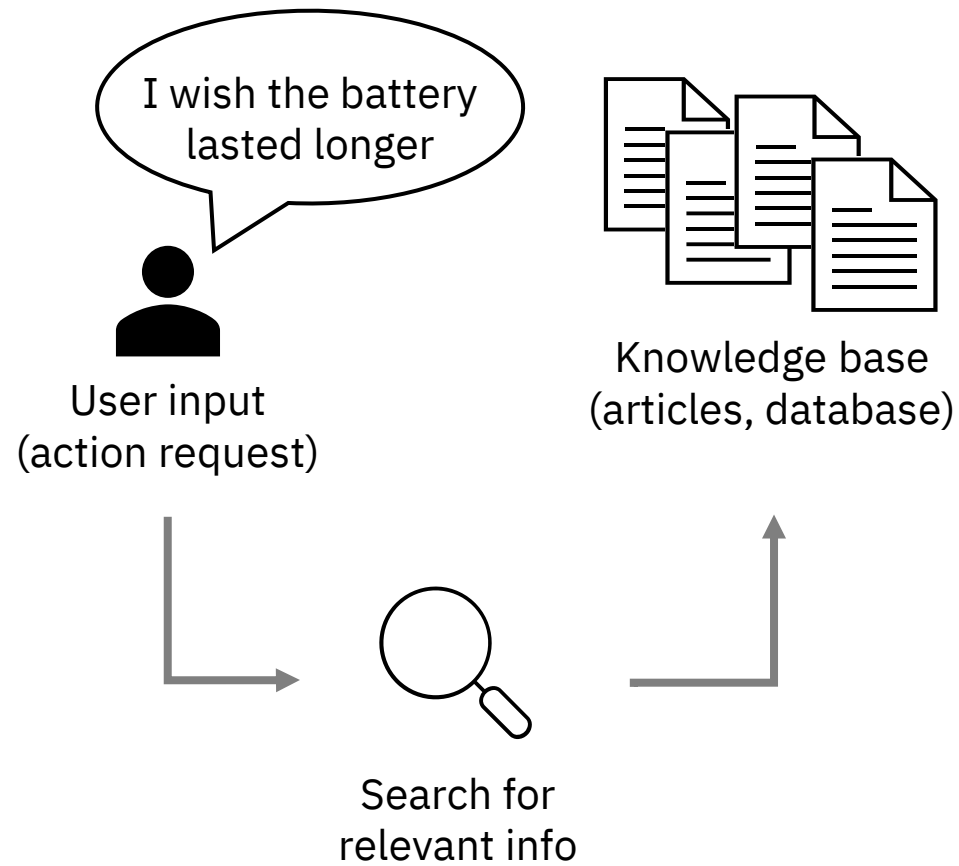 I wish the battery
lasted longer
User input
(action request)
Knowledge base
(articles, database)
Search for
relevant info